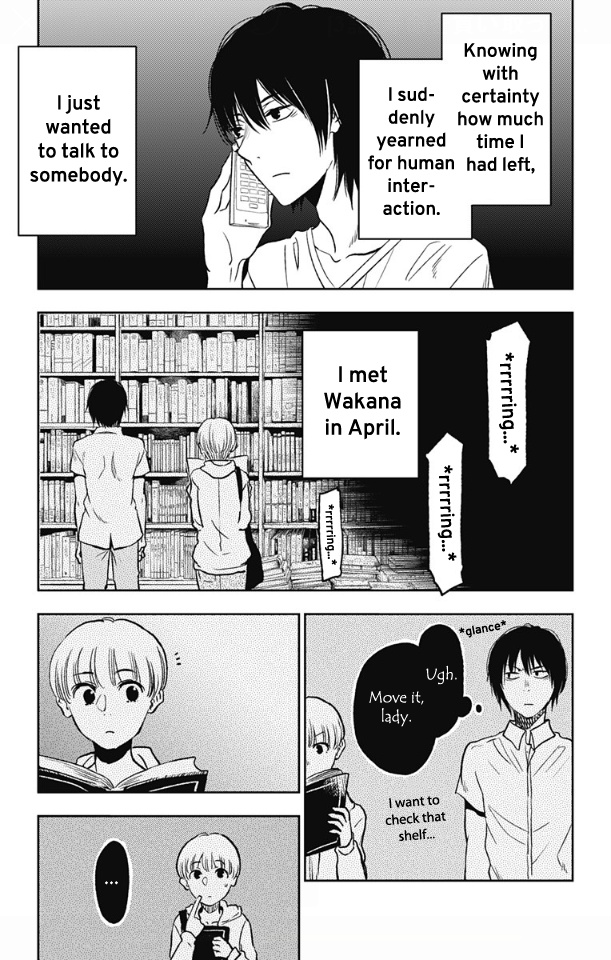 Knowing
with
certainty
how much
time I
had left,
I sud-
denly
yearned
for human
inter-
action.
I just
wanted
to talk to
somebody.
*rrrrring...*
I met
Wakana
in April.
*rrrrring...*
*rrrrring...*
*glance*
Ugh.
Move it,
lady.
I want to
check that
shelf...
...